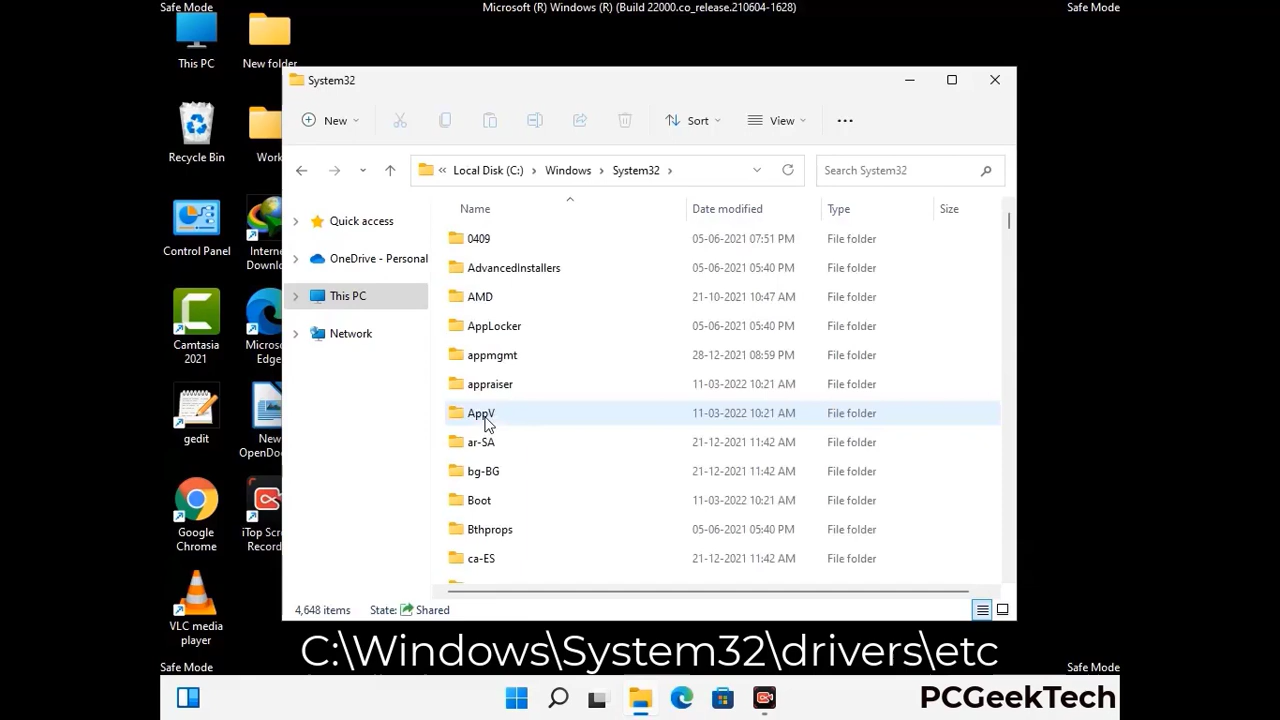 Safe Mode
Microsoft (R) Windows (R) (Build 22000.co_release.210604-1628)
Safe Mode
This PC
New folder
Recycle Bin
Work
Control Panel
Intern
Downlo
Camtasia
2021
Micros
Edge
gedit
New
OpenDo
Google
Chrome
iTop Scr
Record
VLC media
player
System32
New
Sort
View
Local Disk (C:)
Windows
System32
Search System32
Quick access
OneDrive - Personal
This PC
Network
Name Date modified Type Size
0409 05-06-2021 07:51 PM File folder
AdvancedInstallers 05-06-2021 05:40 PM File folder
AMD 21-10-2021 10:47 AM File folder
AppLocker 05-06-2021 05:40 PM File folder
appmgmt 28-12-2021 08:59 PM File folder
appraiser 11-03-2022 10:21 AM File folder
AppV 11-03-2022 10:21 AM File folder
ar-SA 21-12-2021 11:42 AM File folder
bg-BG 21-12-2021 11:42 AM File folder
Boot 11-03-2022 10:21 AM File folder
Bthprops 05-06-2021 05:40 PM File folder
ca-ES 21-12-2021 11:42 AM File folder
4,648 items State: Shared
C:\Windows\System32\drivers\etc
Safe Mode
Safe Mode
PCGeekTech